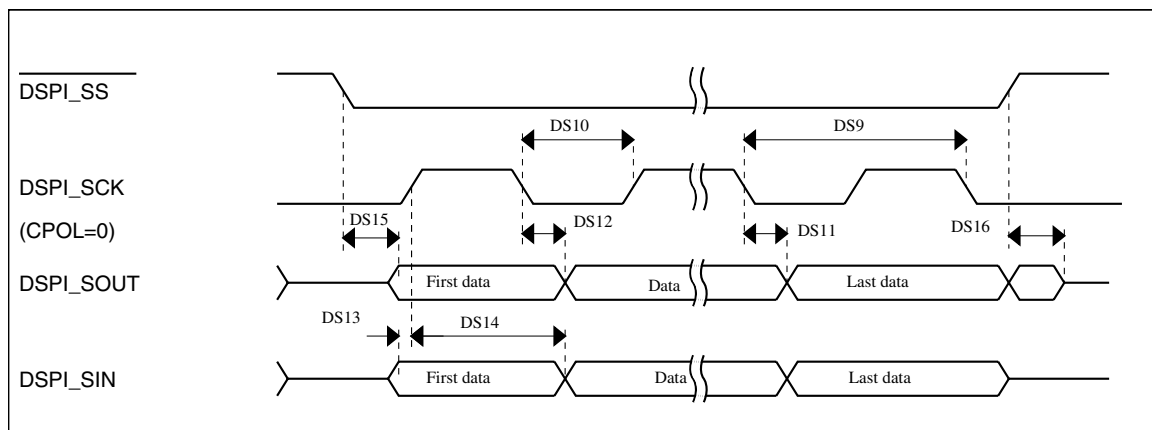 DSPI_SS
DS10
DS9
DSPI_SCK
(CPOL=0)
DS15
DS12
DS11
DS16
DSPI_SOUT
First data
Data
Last data
DS13
DS14
DSPI_SIN
First data
Data
Last data